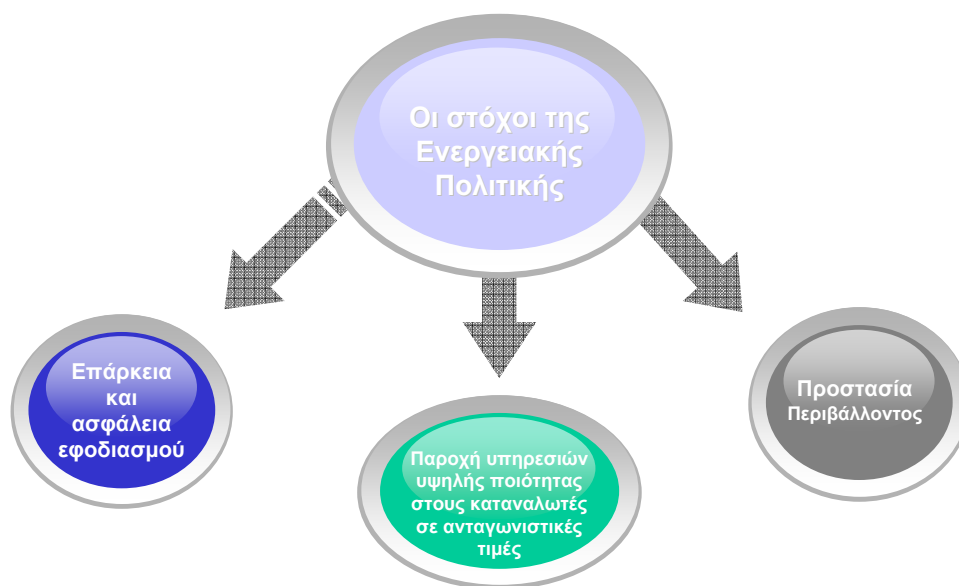 Οι στόχοι της
Ενεργειακής
Πολιτικής
Επάρκεια
και
ασφάλεια
εφοδιασμού
Παροχή υπηρεσιών
υψηλής ποιότητας
στους καταναλωτές
σε ανταγωνιστικές
τιμές
Προστασία
Περιβάλλοντος